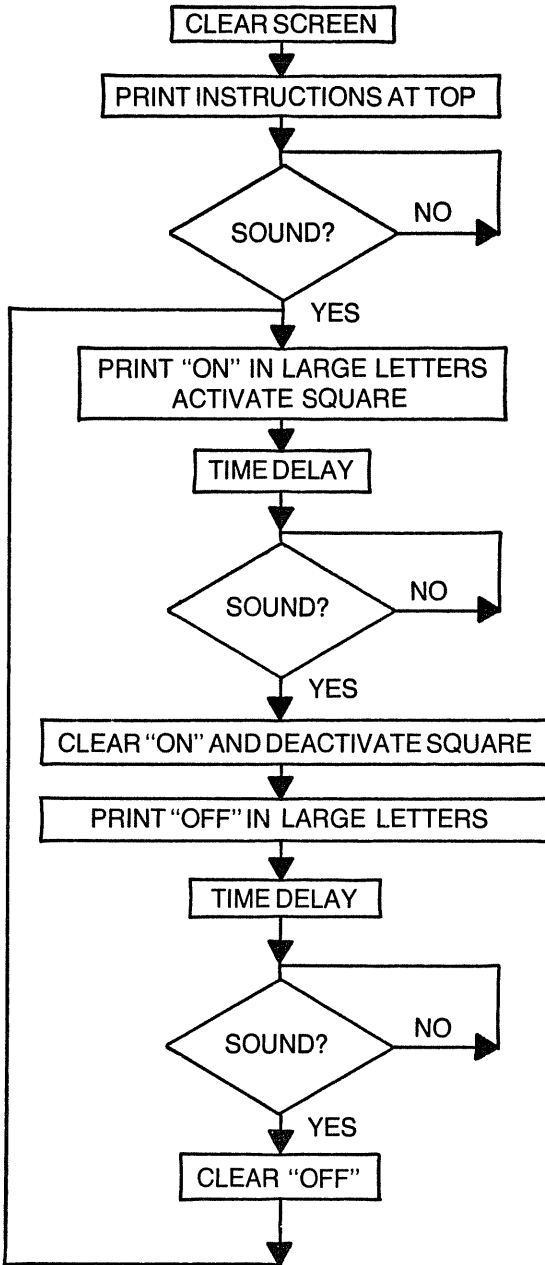 CLEAR SCREEN
PRINT INSTRUCTIONS AT TOP
SOUND?
NO
YES
PRINT “ON” IN LARGE LETTERS
ACTIVATE SQUARE
TIME DELAY
SOUND?
NO
YES
CLEAR “ON” AND DEACTIVATE SQUARE
PRINT “OFF” IN LARGE LETTERS
TIME DELAY
SOUND?
NO
YES
CLEAR “OFF”